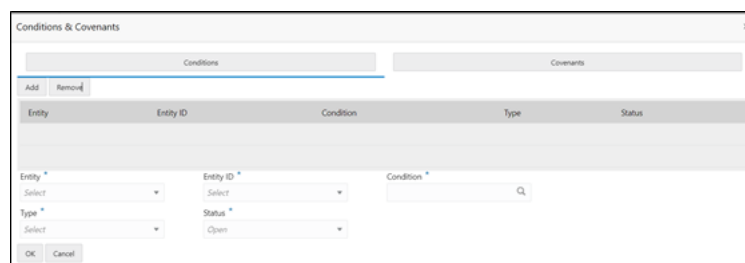 Conditions & Covenants
Conditions Covenants
Add Remove
Entity Entity ID Condition Type Status
Entity * Entity ID * Condition *
Select Select
Type * Status *
Select Open
OK Cancel